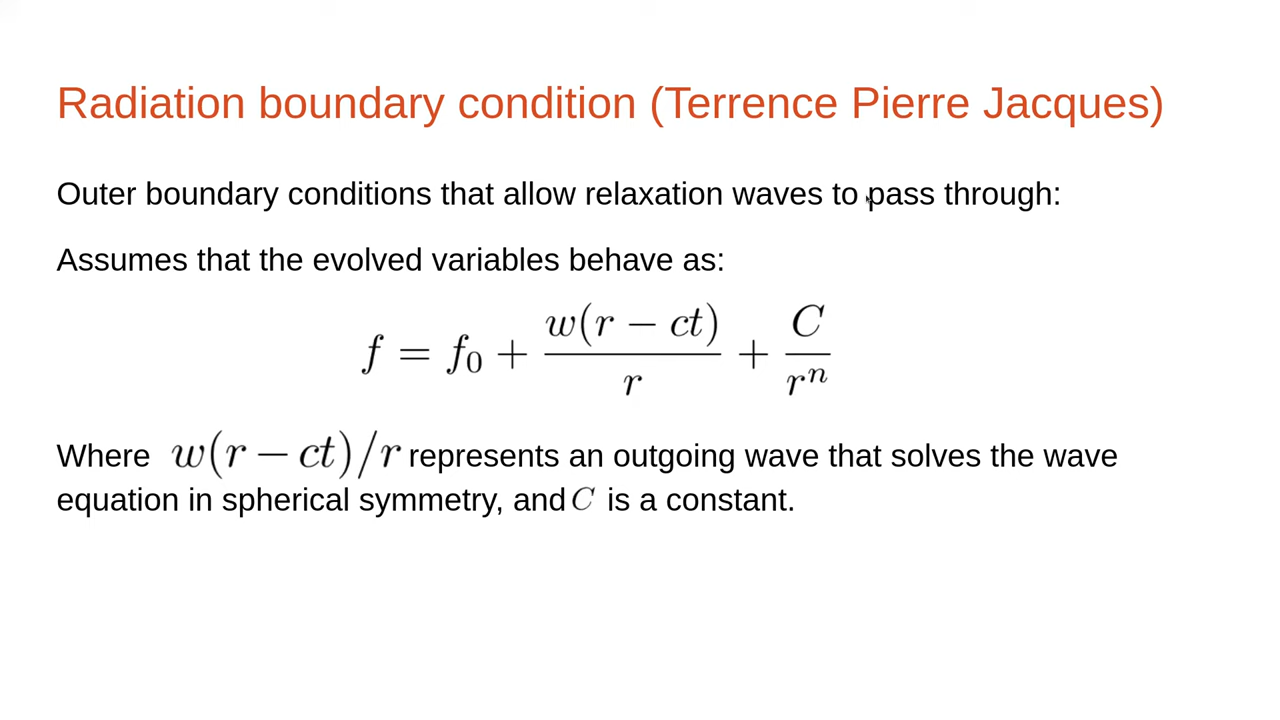 Radiation boundary condition (Terrence Pierre Jacques)
Outer boundary conditions that allow relaxation waves to pass through:
Assumes that the evolved variables behave as:
f = f₀ + w(r − ct)/r + C/rⁿ
Where w(r − ct)/r represents an outgoing wave that solves the wave
equation in spherical symmetry, and C is a constant.